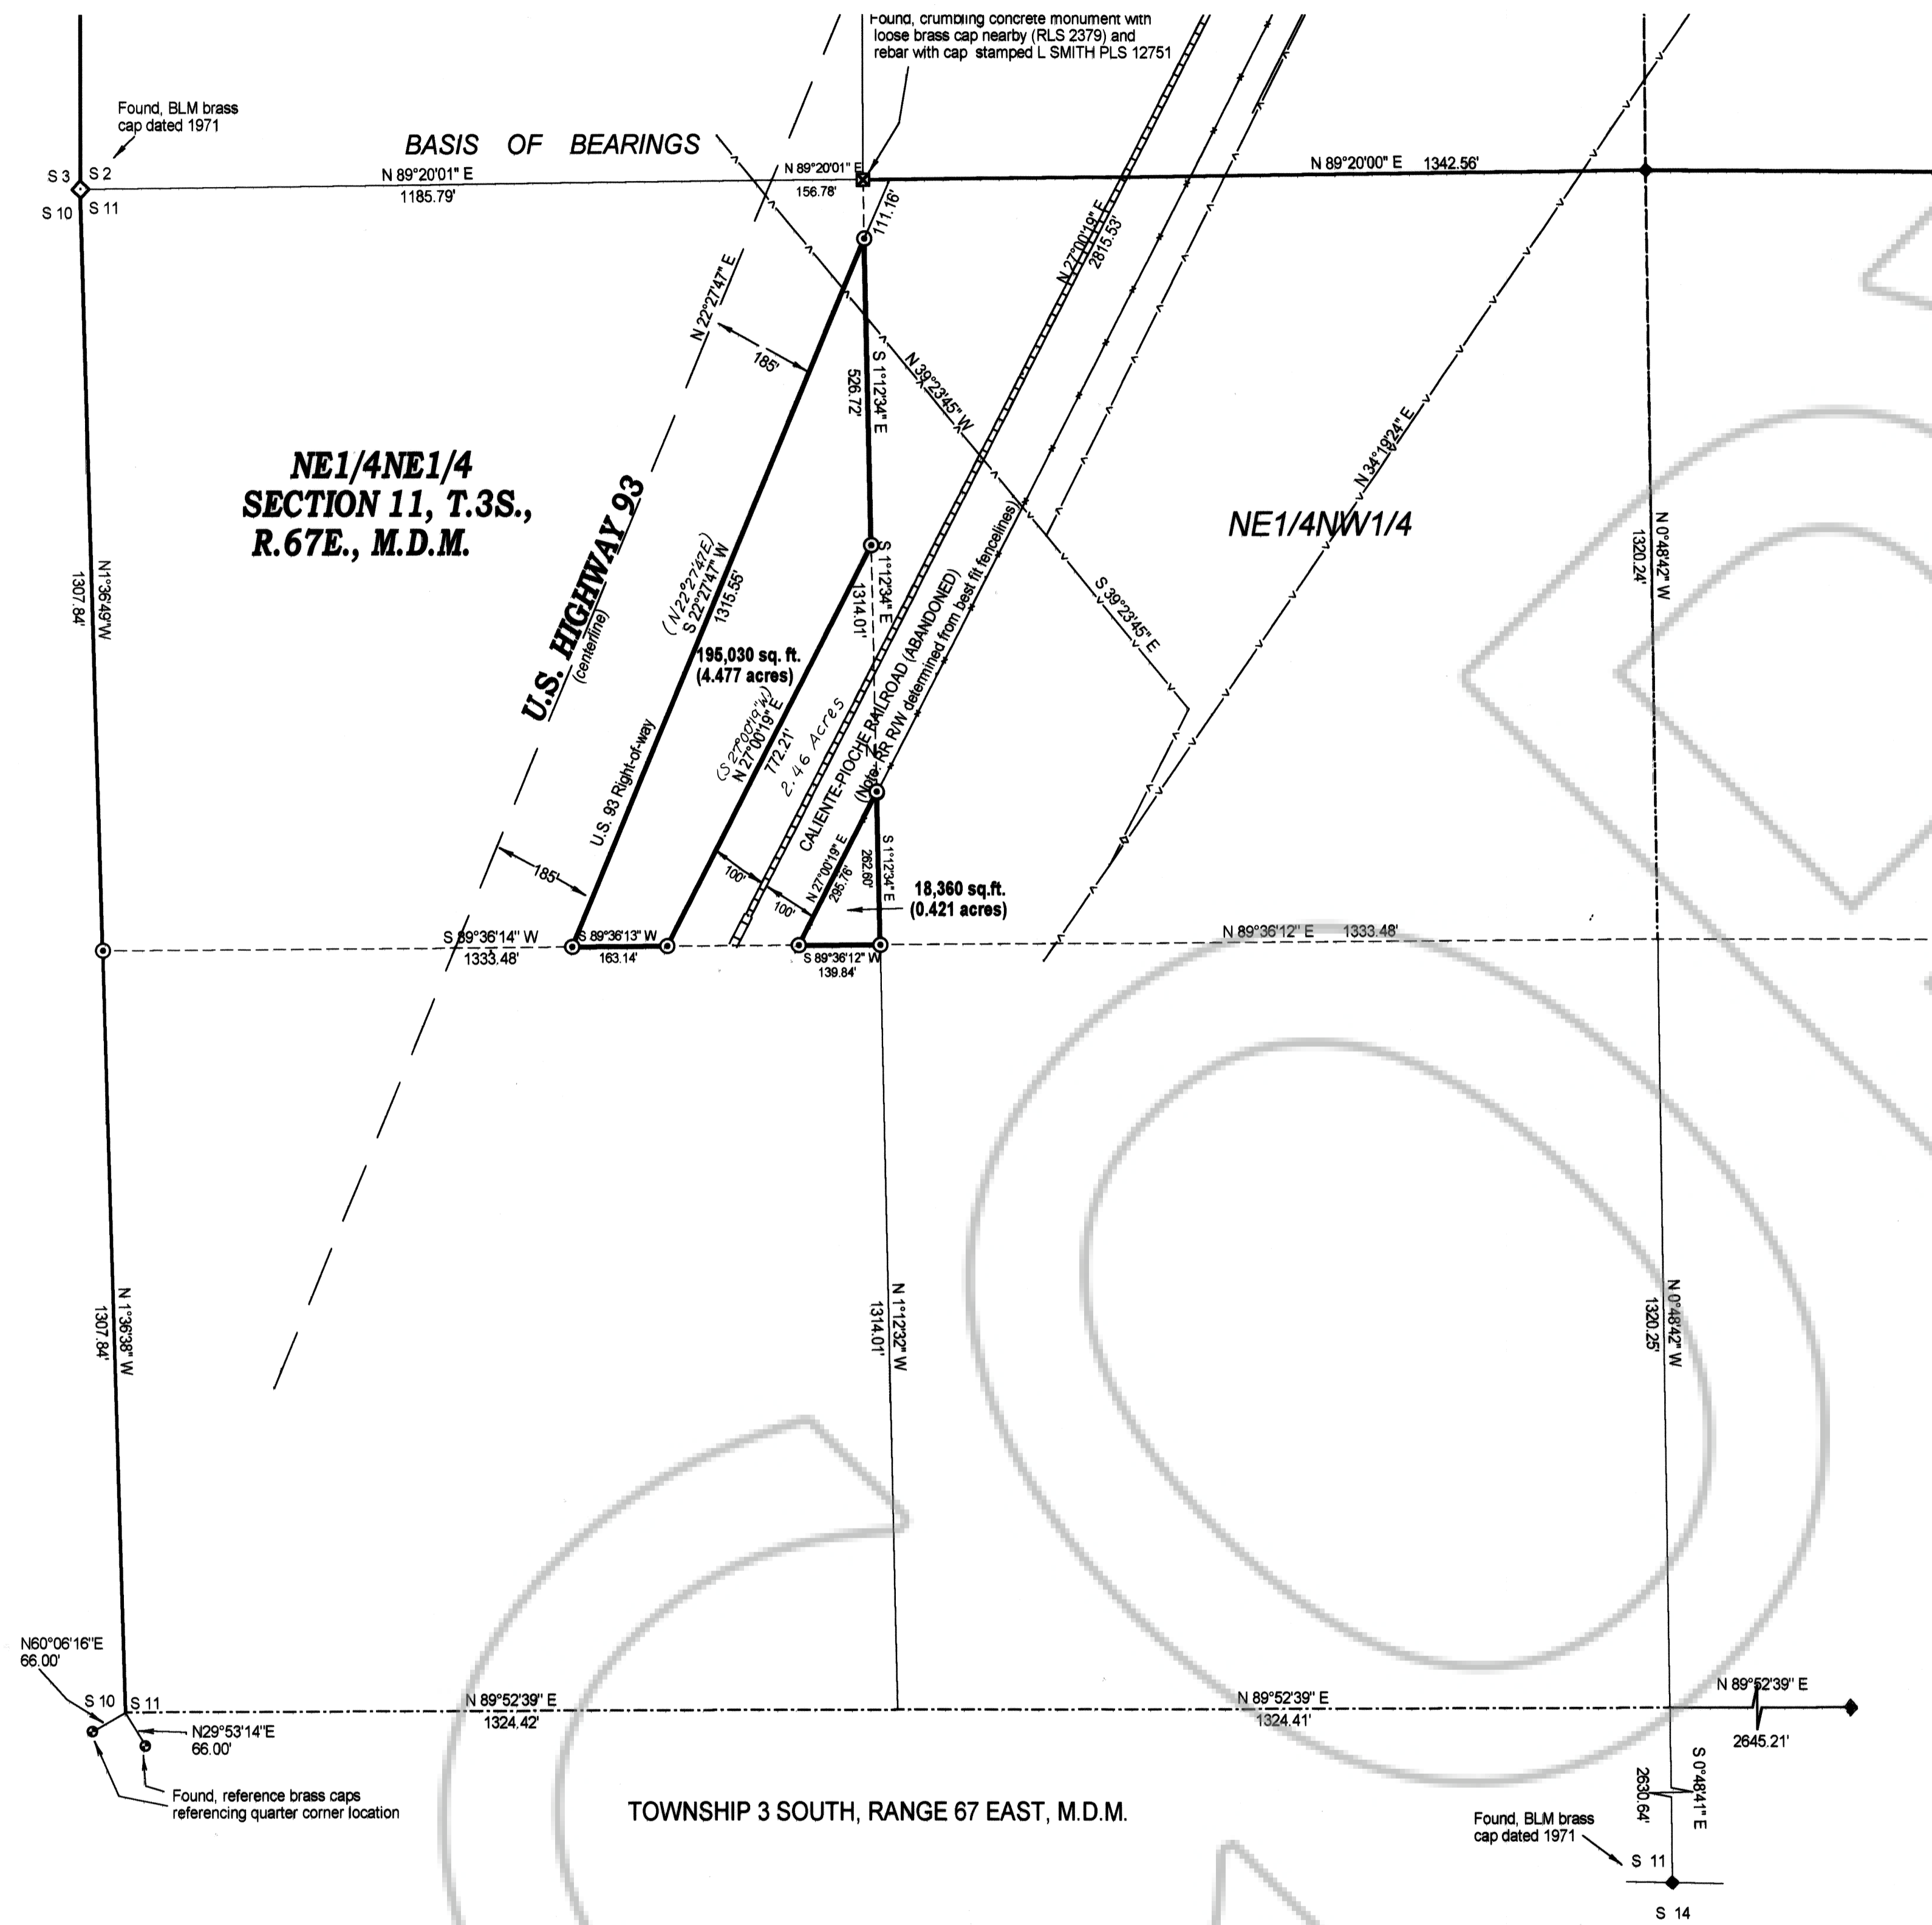 Found, crumbling concrete monument with
loose brass cap nearby (RLS 2379) and
rebar with cap stamped L SMITH PLS 12751
Found, BLM brass
cap dated 1971
BASIS OF BEARINGS
S 3
S 2
S 10
S 11
N 89°20'01" E
1185.79'
N 89°20'01" E
156.78'
N 89°20'00" E 1342.56'
111.16'
N 22°27'47" E
185'
N 27°00'19" E
2815.53'
S 1°12'34" E
526.72'
N 39°23'45" W
N 34°19'24" E
NE1/4NE1/4
SECTION 11, T.3S.,
R.67E., M.D.M.
NE1/4NW1/4
U.S. HIGHWAY 93
(centerline)
N1°36'49"W
1307.84'
(N22°27'47E)
S 22°27'47" W
1315.55'
S 1°12'34" E
1314.01'
N 0°48'42" W
1320.24'
S 39°23'45" E
195,030 sq. ft.
(4.477 acres)
(S 27°00'19"W)
N 27°00'19" E
772.21'
2.46 Acres
CALIENTE-PIOCHE RAILROAD (ABANDONED)
(Note: RR R/W determined from best fit fencelines)
U.S. 93 Right-of-way
185'
100'
100'
N 27°00'19" E
295.76'
S 1°12'34" E
262.60'
18,360 sq.ft.
(0.421 acres)
S 89°36'14" W
1333.48'
S 89°36'13" W
163.14'
S 89°36'12" W
139.84'
N 89°36'12" E 1333.48'
N 1°36'38" W
1307.84'
N 1°12'32" W
1314.01'
N 0°48'42" W
1320.25'
N60°06'16"E
66.00'
S 10
S 11
N 89°52'39" E
1324.42'
N 89°52'39" E
1324.41'
N 89°52'39" E
2645.21'
N29°53'14"E
66.00'
Found, reference brass caps
referencing quarter corner location
TOWNSHIP 3 SOUTH, RANGE 67 EAST, M.D.M.
S 0°48'41" E
2630.64'
Found, BLM brass
cap dated 1971
S 11
S 14